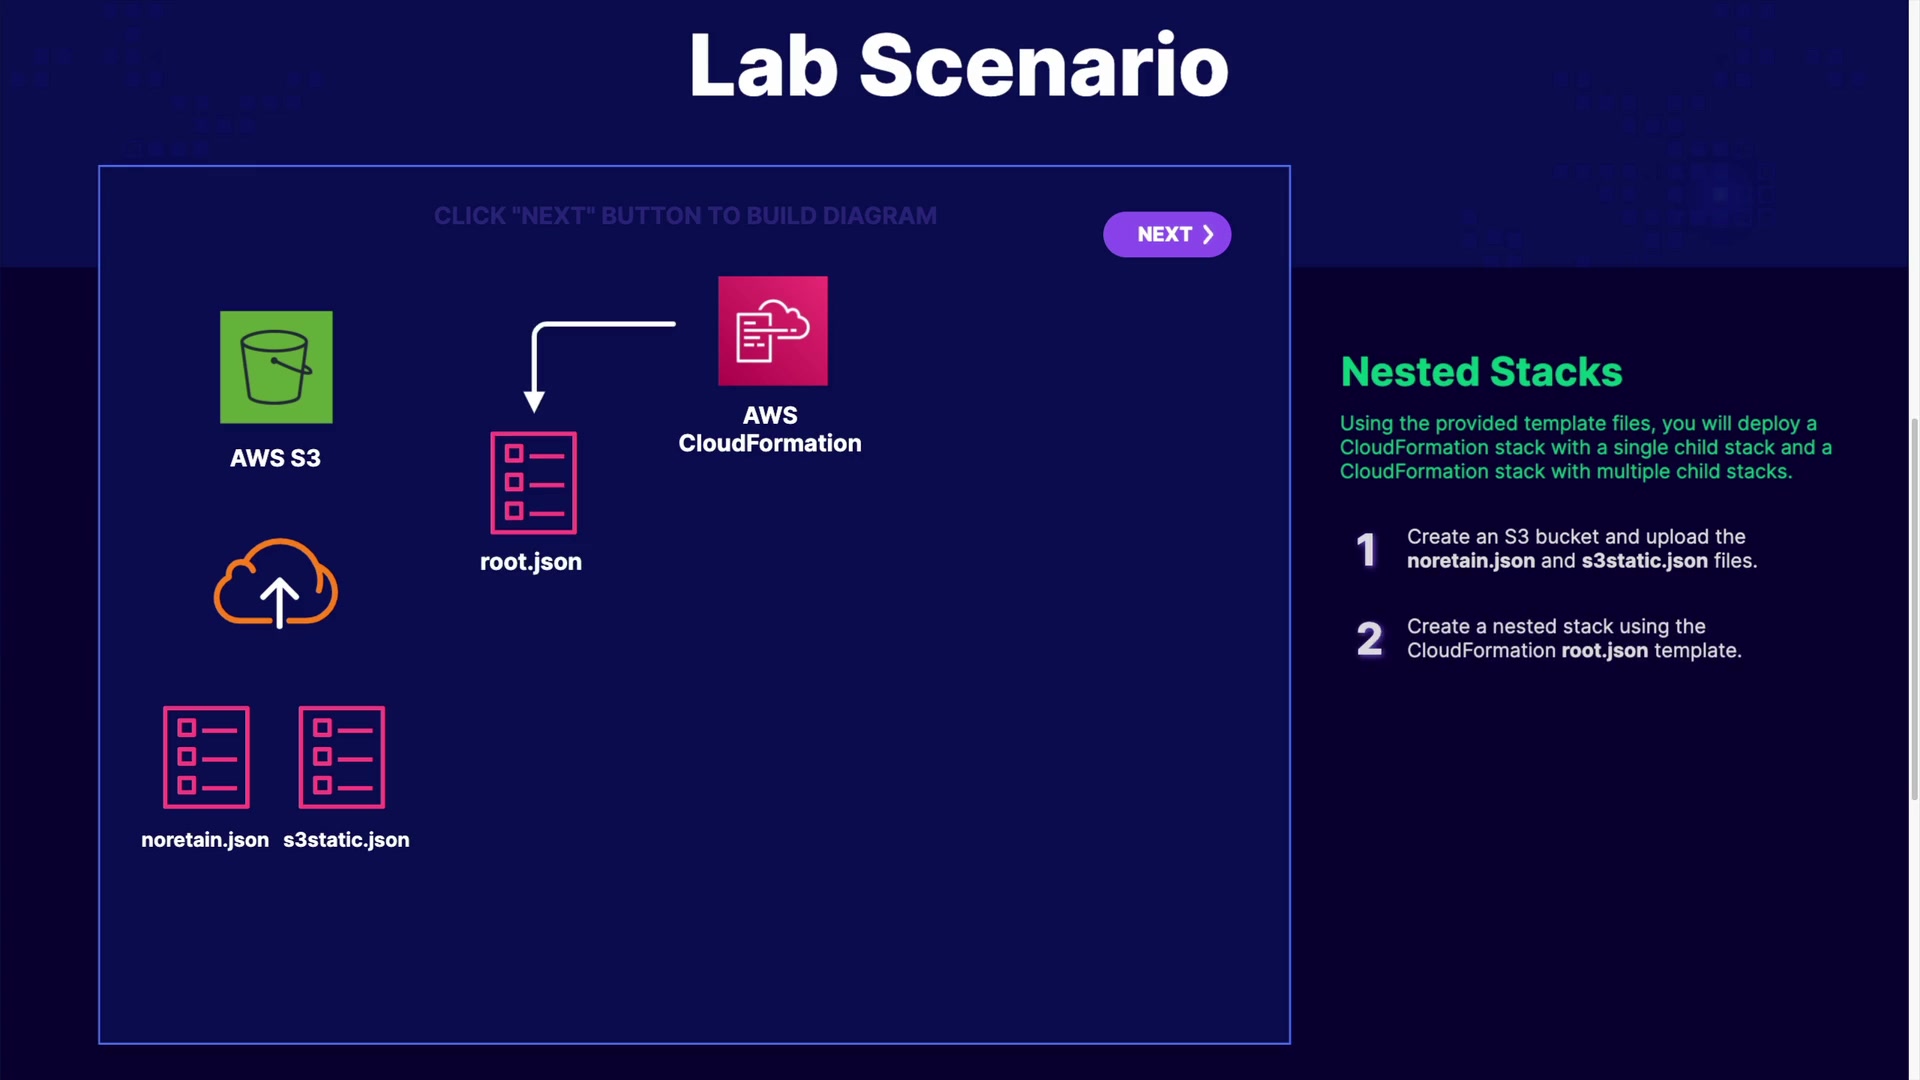 Lab Scenario
CLICK "NEXT" BUTTON TO BUILD DIAGRAM
NEXT
AWS S3
AWS
CloudFormation
root.json
noretain.json
s3static.json
Nested Stacks
Using the provided template files, you will deploy a
CloudFormation stack with a single child stack and a
CloudFormation stack with multiple child stacks.
1
Create an S3 bucket and upload the
noretain.json and s3static.json files.
2
Create a nested stack using the
CloudFormation root.json template.